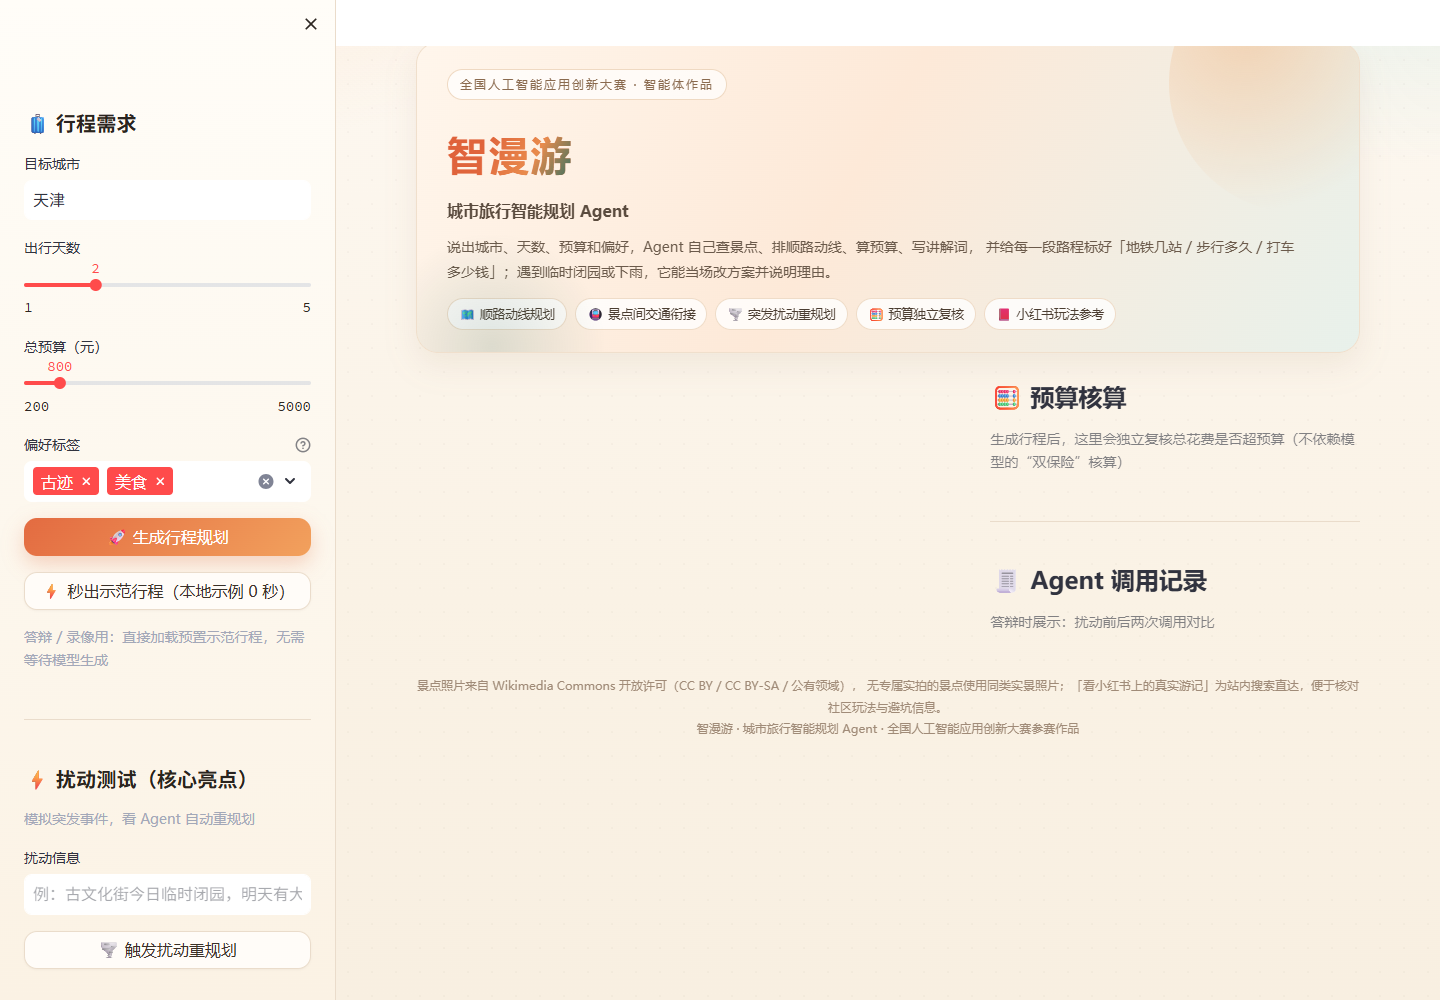 行程需求
目标城市
天津
出行天数
2
1 5
总预算（元）
800
200 5000
偏好标签
古迹
美食
生成行程规划
秒出示范行程（本地示例 0 秒）
答辩 / 录像用：直接加载预置示范行程，无需
等待模型生成
扰动测试（核心亮点）
模拟突发事件，看 Agent 自动重规划
扰动信息
例：古文化街今日临时闭园，明天有大
触发扰动重规划
全国人工智能应用创新大赛 · 智能体作品
智漫游
城市旅行智能规划 Agent
说出城市、天数、预算和偏好，Agent 自己查景点、排顺路动线、算预算、写讲解词， 并给每一段路程标好「地铁几站 / 步行多久 / 打车
多少钱」；遇到临时闭园或下雨，它能当场改方案并说明理由。
顺路动线规划
景点间交通衔接
突发扰动重规划
预算独立复核
小红书玩法参考
预算核算
生成行程后，这里会独立复核总花费是否超预算（不依赖模
型的“双保险”核算）
Agent 调用记录
答辩时展示：扰动前后两次调用对比
景点照片来自 Wikimedia Commons 开放许可（CC BY / CC BY-SA / 公有领域）， 无专属实拍的景点使用同类实景照片；「看小红书上的真实游记」为站内搜索直达，便于核对
社区玩法与避坑信息。
智漫游 · 城市旅行智能规划 Agent · 全国人工智能应用创新大赛参赛作品